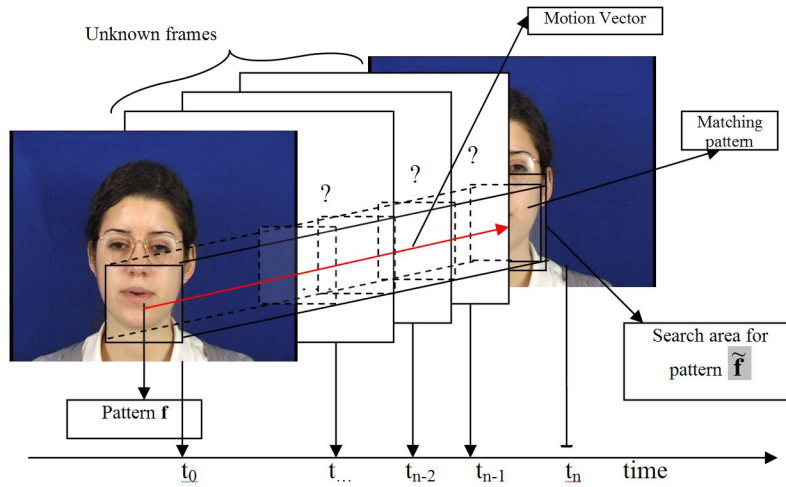 Motion Vector
Unknown frames
Matching
pattern
?
?
?
Search area for
pattern f̃
Pattern f
t0 t... tn-2 tn-1 tn time